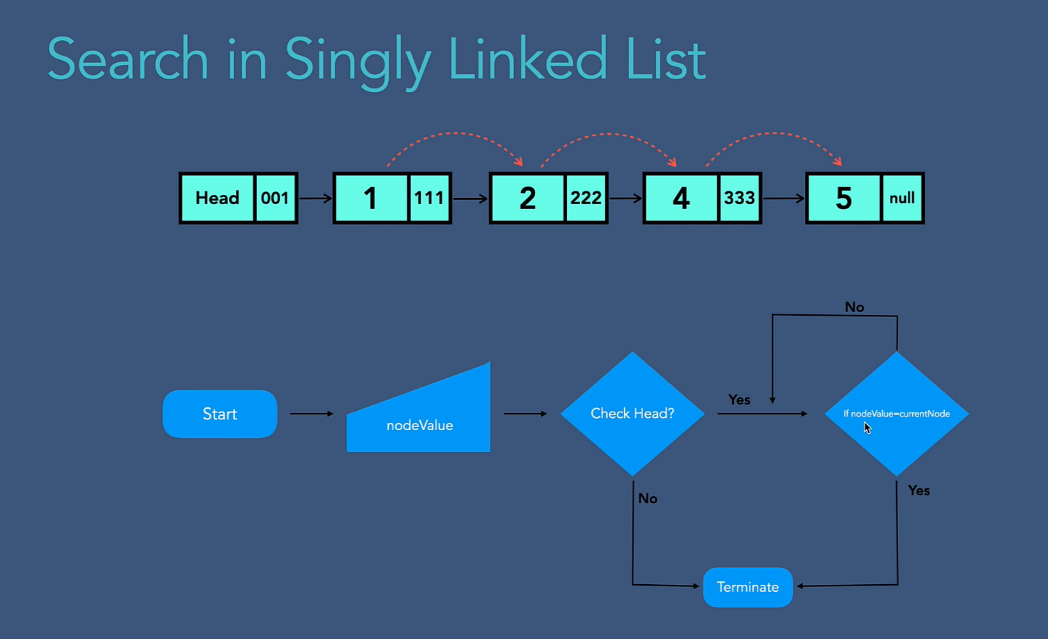 Search in Singly Linked List
Head 001 1 111 2 222 4 333 5 null
No
Start
nodeValue
Check Head?
Yes
If nodeValue=currentNode
No
Yes
Terminate